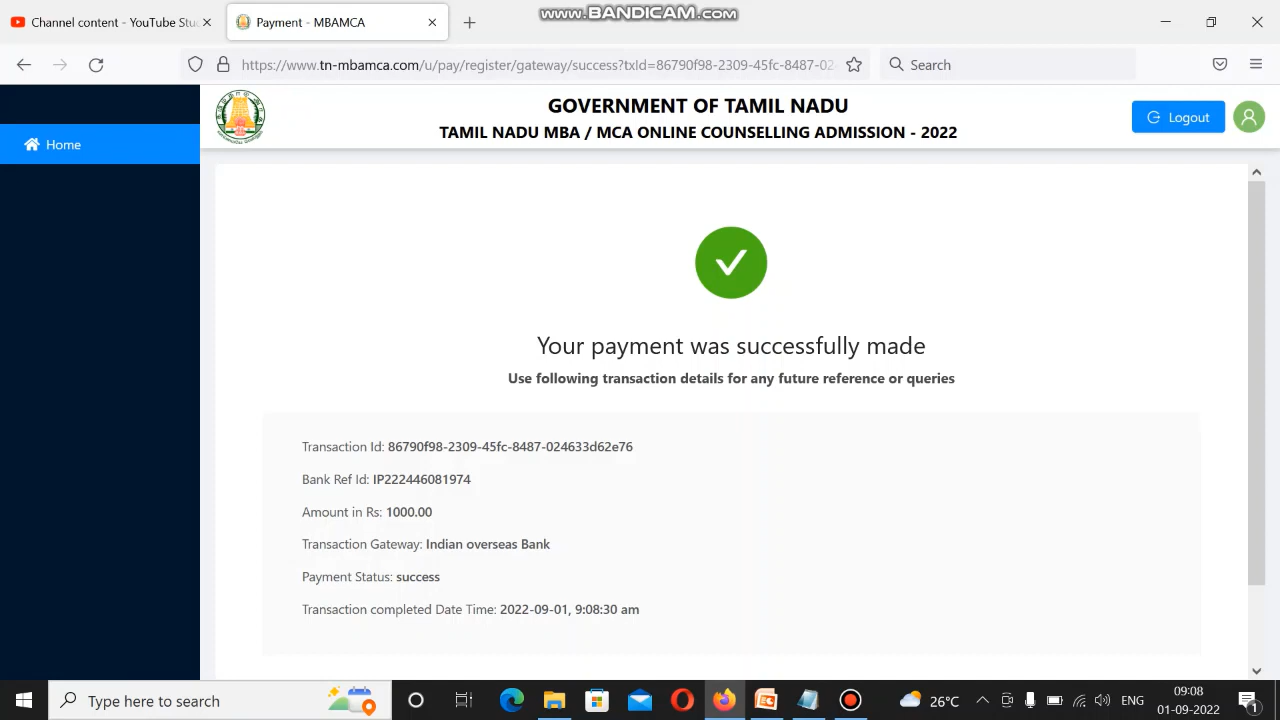 Channel content - YouTube Stu
Payment - MBAMCA
www.BANDICAM.com
https://www.tn-mbamca.com/u/pay/register/gateway/success?txId=86790f98-2309-45fc-8487-02
Search
GOVERNMENT OF TAMIL NADU
TAMIL NADU MBA / MCA ONLINE COUNSELLING ADMISSION - 2022
Logout
Home
Your payment was successfully made
Use following transaction details for any future reference or queries
Transaction Id: 86790f98-2309-45fc-8487-024633d62e76
Bank Ref Id: IP222446081974
Amount in Rs: 1000.00
Transaction Gateway: Indian overseas Bank
Payment Status: success
Transaction completed Date Time: 2022-09-01, 9:08:30 am
Type here to search
26°C
ENG
09:08
01-09-2022
1